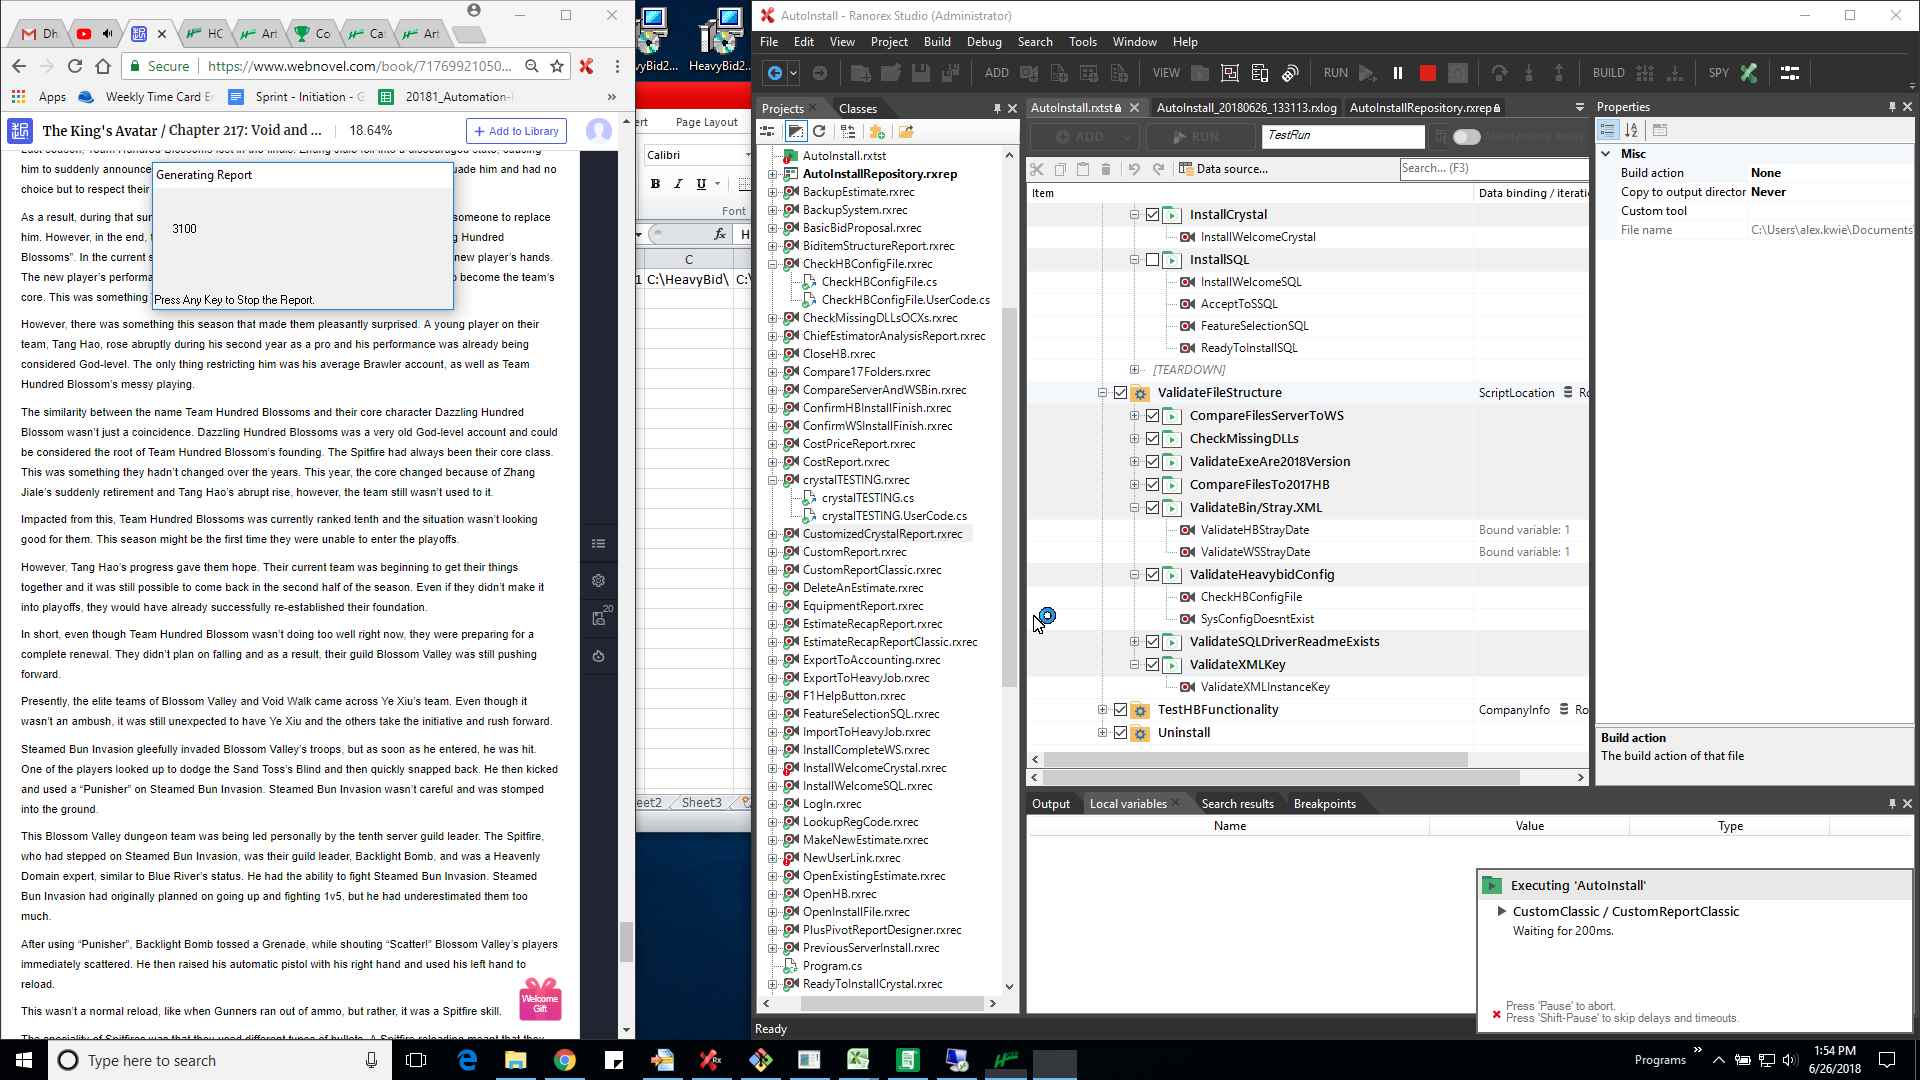 Dh
HC
Art
Co
Ca
Art
Secure
https://www.webnovel.com/book/71769921050...
Apps
Weekly Time Card E
Sprint - Initiation - G
20181_Automation-
»
The King's Avatar / Chapter 217: Void and ...
18.64%
+ Add to Library
him to suddenly announce
uade him and had no
choice but to respect their
As a result, during that sur
someone to replace
him. However, in the end, t
g Hundred
Blossoms". In the current s
new player's hands.
The new player's performa
o become the team's
core. This was something
Generating Report
3100
Press Any Key to Stop the Report.
However, there was something this season that made them pleasantly surprised. A young player on their
team, Tang Hao, rose abruptly during his second year as a pro and his performance was already being
considered God-level. The only thing restricting him was his average Brawler account, as well as Team
Hundred Blossom's messy playing.
The similarity between the name Team Hundred Blossoms and their core character Dazzling Hundred
Blossom wasn't just a coincidence. Dazzling Hundred Blossoms was a very old God-level account and could
be considered the root of Team Hundred Blossom's founding. The Spitfire had always been their core class.
This was something they hadn't changed over the years. This year, the core changed because of Zhang
Jiale's suddenly retirement and Tang Hao's abrupt rise, however, the team still wasn't used to it.
Impacted from this, Team Hundred Blossoms was currently ranked tenth and the situation wasn't looking
good for them. This season might be the first time they were unable to enter the playoffs.
However, Tang Hao's progress gave them hope. Their current team was beginning to get their things
together and it was still possible to come back in the second half of the season. Even if they didn't make it
into playoffs, they would have already successfully re-established their foundation.
In short, even though Team Hundred Blossom wasn't doing too well right now, they were preparing for a
complete renewal. They didn't plan on falling and as a result, their guild Blossom Valley was still pushing
forward.
Presently, the elite teams of Blossom Valley and Void Walk came across Ye Xiu's team. Even though it
wasn't an ambush, it was still unexpected to have Ye Xiu and the others take the initiative and rush forward.
Steamed Bun Invasion gleefully invaded Blossom Valley's troops, but as soon as he entered, he was hit.
One of the players looked up to dodge the Sand Toss's Blind and then quickly snapped back. He then kicked
and used a "Punisher" on Steamed Bun Invasion. Steamed Bun Invasion wasn't careful and was stomped
into the ground.
This Blossom Valley dungeon team was being led personally by the tenth server guild leader. The Spitfire,
who had stepped on Steamed Bun Invasion, was their guild leader, Backlight Bomb, and was a Heavenly
Domain expert, similar to Blue River's status. He had the ability to fight Steamed Bun Invasion. Steamed
Bun Invasion had originally planned on going up and fighting 1v5, but he had underestimated them too
much.
After using "Punisher", Backlight Bomb tossed a Grenade, while shouting "Scatter!" Blossom Valley's players
immediately scattered. He then raised his automatic pistol with his right hand and used his left hand to
reload.
This wasn't a normal reload, like when Gunners ran out of ammo, but rather, it was a Spitfire skill.
20
Welcome
Gift
vyBid2...
HeavyBid2...
ert
Page Layout
Calibri
B I U
Font
fx
H
C
1
C:\HeavyBid\
C:\
eet2
Sheet3
AutoInstall - Ranorex Studio (Administrator)
File Edit View Project Build Debug Search Tools Window Help
ADD
VIEW
RUN
BUILD
SPY
Projects
Classes
AutoInstall.rxtst
AutoInstallRepository.rxrep
BackupEstimate.rxrec
BackupSystem.rxrec
BasicBidProposal.rxrec
BiditemStructureReport.rxrec
CheckHBConfigFile.rxrec
CheckHBConfigFile.cs
CheckHBConfigFile.UserCode.cs
CheckMissingDLLsOCXs.rxrec
ChiefEstimatorAnalysisReport.rxrec
CloseHB.rxrec
Compare17Folders.rxrec
CompareServerAndWSBin.rxrec
ConfirmHBInstallFinish.rxrec
ConfirmWSInstallFinish.rxrec
CostPriceReport.rxrec
CostReport.rxrec
crystalTESTING.rxrec
crystalTESTING.cs
crystalTESTING.UserCode.cs
CustomizedCrystalReport.rxrec
CustomReport.rxrec
CustomReportClassic.rxrec
DeleteAnEstimate.rxrec
EquipmentReport.rxrec
EstimateRecapReport.rxrec
EstimateRecapReportClassic.rxrec
ExportToAccounting.rxrec
ExportToHeavyJob.rxrec
F1HelpButton.rxrec
FeatureSelectionSQL.rxrec
ImportToHeavyJob.rxrec
InstallCompleteWS.rxrec
InstallWelcomeCrystal.rxrec
InstallWelcomeSQL.rxrec
LogIn.rxrec
LookupRegCode.rxrec
MakeNewEstimate.rxrec
NewUserLink.rxrec
OpenExistingEstimate.rxrec
OpenHB.rxrec
OpenInstallFile.rxrec
PlusPivotReportDesigner.rxrec
PreviousServerInstall.rxrec
Program.cs
ReadyToInstallCrystal.rxrec
Ready
AutoInstall.rxtst
AutoInstall_20180626_133113.rxlog
AutoInstallRepository.rxrep
ADD
RUN
TestRun
Data source...
Search... (F3)
Item
Data binding / iteratio
InstallCrystal
InstallWelcomeCrystal
InstallSQL
InstallWelcomeSQL
AcceptToSSQL
FeatureSelectionSQL
ReadyToInstallSQL
[TEARDOWN]
ValidateFileStructure
ScriptLocation
Ro
CompareFilesServerToWS
CheckMissingDLLs
ValidateExeAre2018Version
CompareFilesTo2017HB
ValidateBin/Stray.XML
ValidateHBStrayDate
Bound variable: 1
ValidateWSStrayDate
Bound variable: 1
ValidateHeavybidConfig
CheckHBConfigFile
SysConfigDoesntExist
ValidateSQLDriverReadmeExists
ValidateXMLKey
ValidateXMLInstanceKey
TestHBFunctionality
CompanyInfo
Ro
Uninstall
Properties
Misc
Build action
None
Copy to output director
Never
Custom tool
File name
C:\Users\alex.kwie\Documents'
Build action
The build action of that file
Output
Local variables
Search results
Breakpoints
Name
Value
Type
Executing 'AutoInstall'
CustomClassic / CustomReportClassic
Waiting for 200ms.
Press 'Pause' to abort.
Press 'Shift-Pause' to skip delays and timeouts.
Type here to search
Programs
»
1:54 PM
6/26/2018